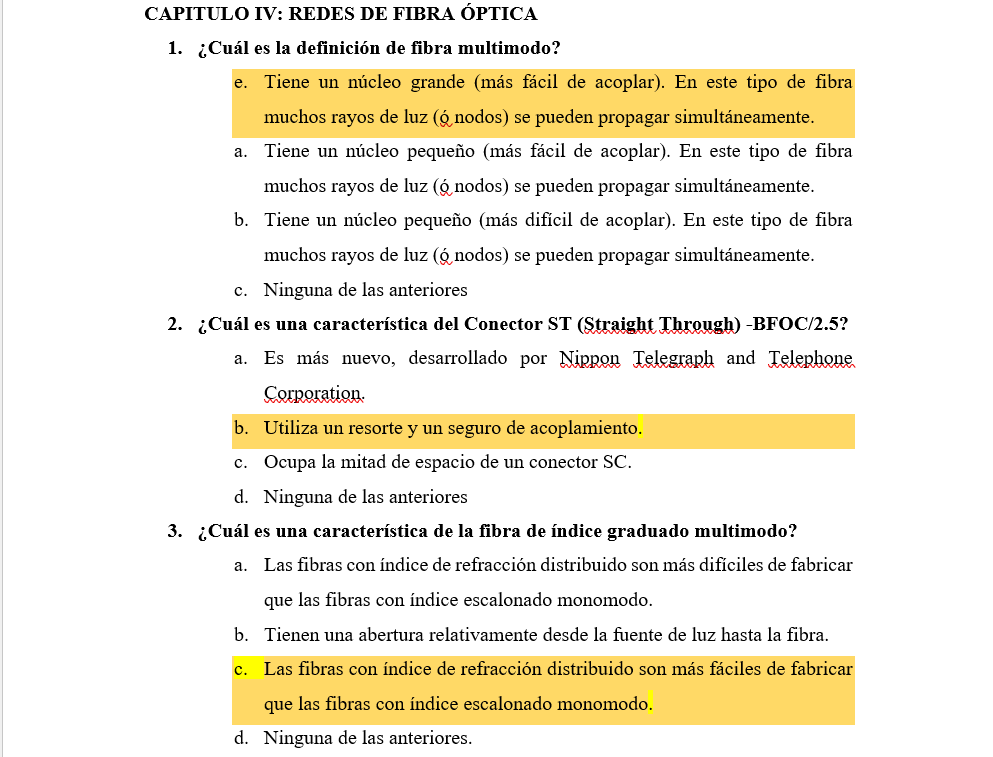 CAPITULO IV: REDES DE FIBRA ÓPTICA
1. ¿Cuál es la definición de fibra multimodo?
e. Tiene un núcleo grande (más fácil de acoplar). En este tipo de fibra
muchos rayos de luz (ó nodos) se pueden propagar simultáneamente.
a. Tiene un núcleo pequeño (más fácil de acoplar). En este tipo de fibra
muchos rayos de luz (ó nodos) se pueden propagar simultáneamente.
b. Tiene un núcleo pequeño (más difícil de acoplar). En este tipo de fibra
muchos rayos de luz (ó nodos) se pueden propagar simultáneamente.
c. Ninguna de las anteriores
2. ¿Cuál es una característica del Conector ST (Straight Through) -BFOC/2.5?
a. Es más nuevo, desarrollado por Nippon Telegraph and Telephone
Corporation.
b. Utiliza un resorte y un seguro de acoplamiento.
c. Ocupa la mitad de espacio de un conector SC.
d. Ninguna de las anteriores
3. ¿Cuál es una característica de la fibra de índice graduado multimodo?
a. Las fibras con índice de refracción distribuido son más difíciles de fabricar
que las fibras con índice escalonado monomodo.
b. Tienen una abertura relativamente desde la fuente de luz hasta la fibra.
c. Las fibras con índice de refracción distribuido son más fáciles de fabricar
que las fibras con índice escalonado monomodo.
d. Ninguna de las anteriores.